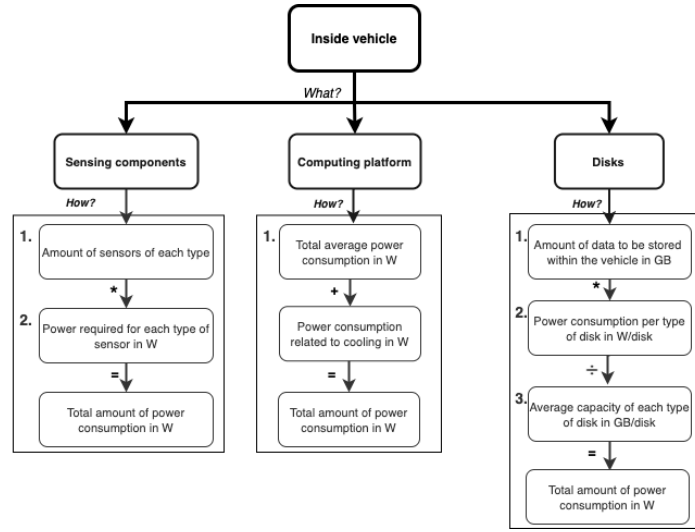 Inside vehicle
What?
Sensing components
Computing platform
Disks
How?
How?
How?
1.
Amount of sensors of each type
*
2.
Power required for each type of
sensor in W
=
Total amount of power
consumption in W
1.
Total average power
consumption in W
+
Power consumption
related to cooling in W
=
Total amount of power
consumption in W
1.
Amount of data to be stored
within the vehicle in GB
*
2.
Power consumption per type
of disk in W/disk
÷
3.
Average capacity of each type
of disk in GB/disk
=
Total amount of power
consumption in W